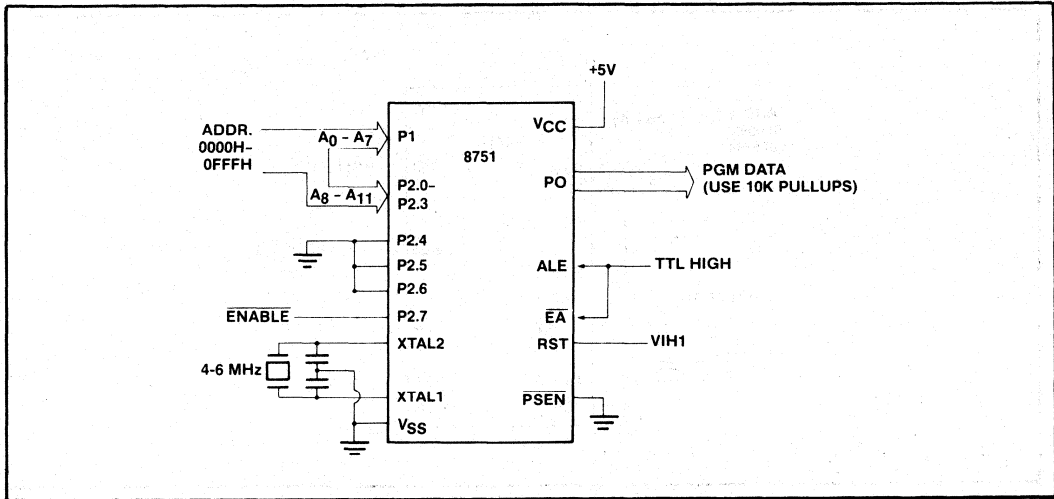 +5V
ADDR.
0000H–
0FFFH
A0 – A7
P1
VCC
8751
PO
PGM DATA
(USE 10K PULLUPS)
A8 – A11
P2.0–
P2.3
P2.4
P2.5
P2.6
ALE
TTL HIGH
ENABLE
P2.7
EA
XTAL2
RST
VIH1
4-6 MHz
XTAL1
PSEN
VSS